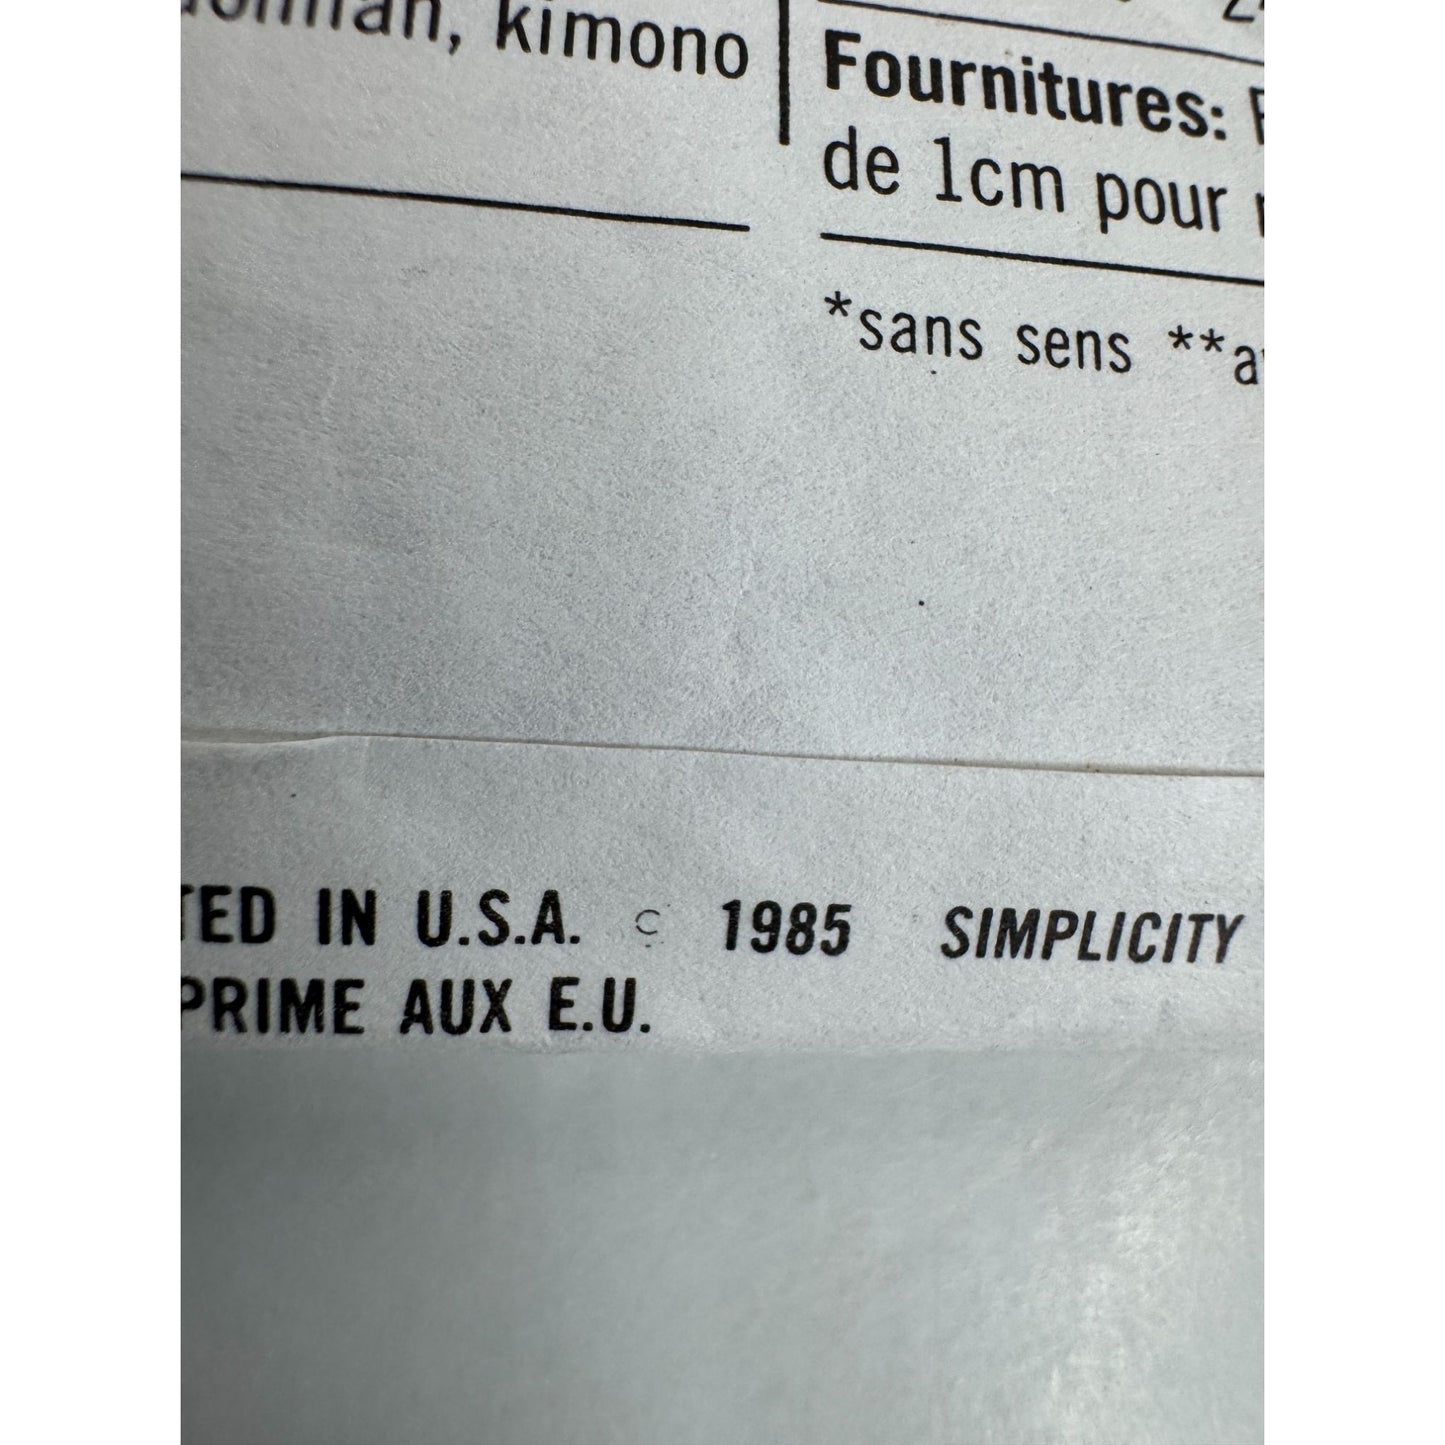 kimono
Fournitures:
de 1cm pour
*sans sens
TED IN U.S.A. © 1985 SIMPLICITY
PRIME AUX E.U.